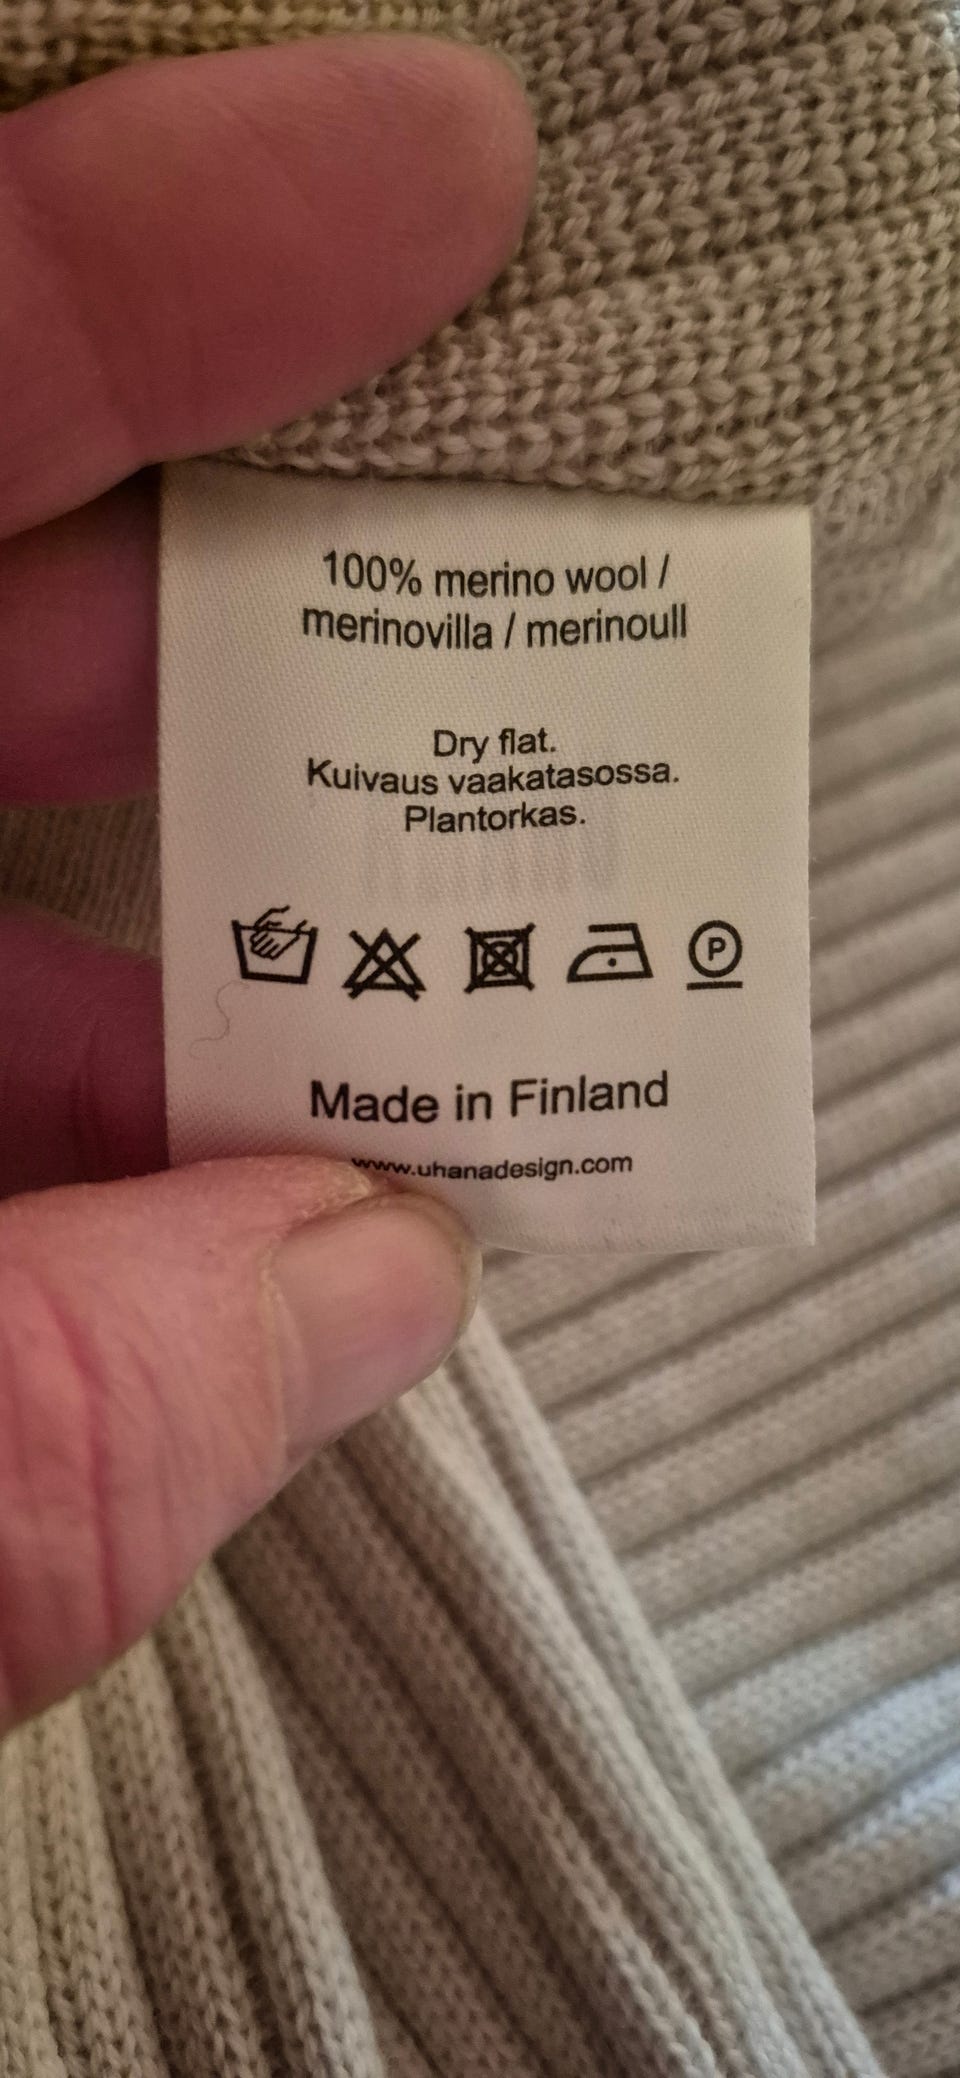 100% merino wool /
merinovilla / merinoull
Dry flat.
Kuivaus vaakatasossa.
Plantorkas.
P
Made in Finland
www.uhanadesign.com